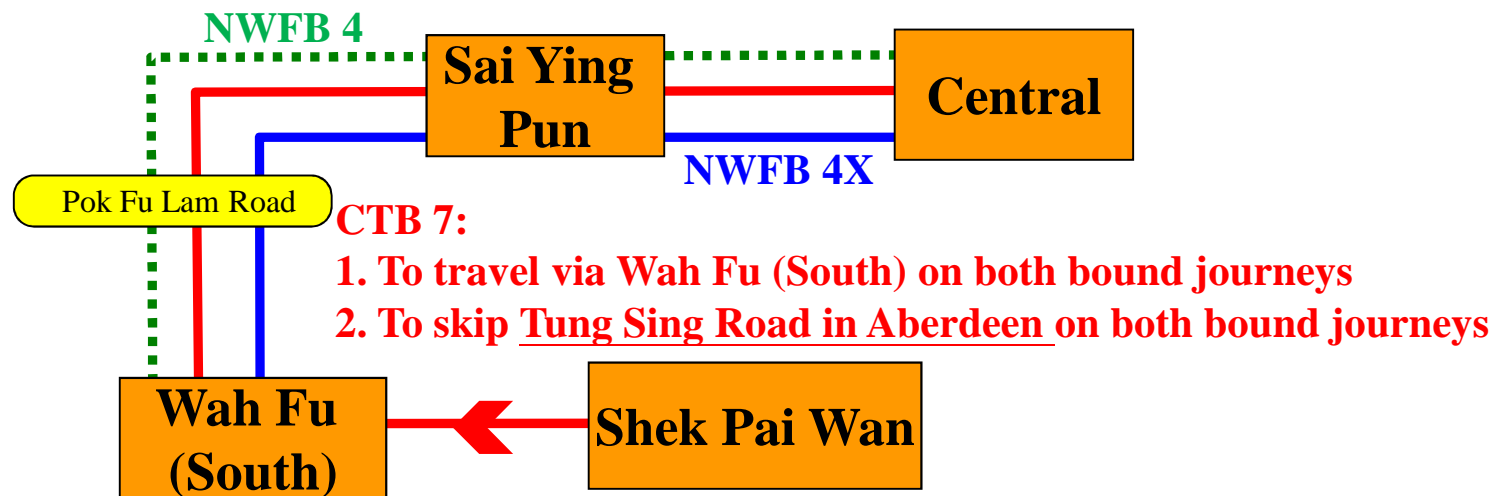 NWFB 4
Sai Ying
Pun
Central
NWFB 4X
Pok Fu Lam Road
CTB 7:
1. To travel via Wah Fu (South) on both bound journeys
2. To skip Tung Sing Road in Aberdeen on both bound journeys
Wah Fu
(South)
Shek Pai Wan